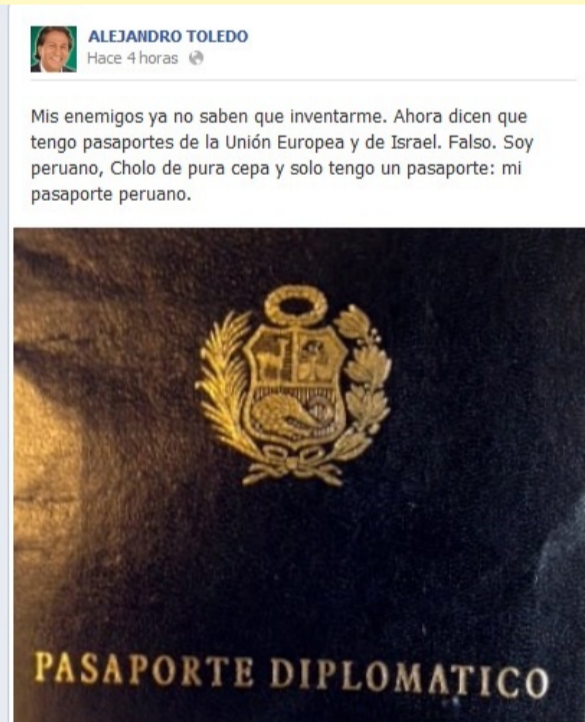 ALEJANDRO TOLEDO
Hace 4 horas
Mis enemigos ya no saben que inventarme. Ahora dicen que
tengo pasaportes de la Unión Europea y de Israel. Falso. Soy
peruano, Cholo de pura cepa y solo tengo un pasaporte: mi
pasaporte peruano.
PASAPORTE DIPLOMATICO